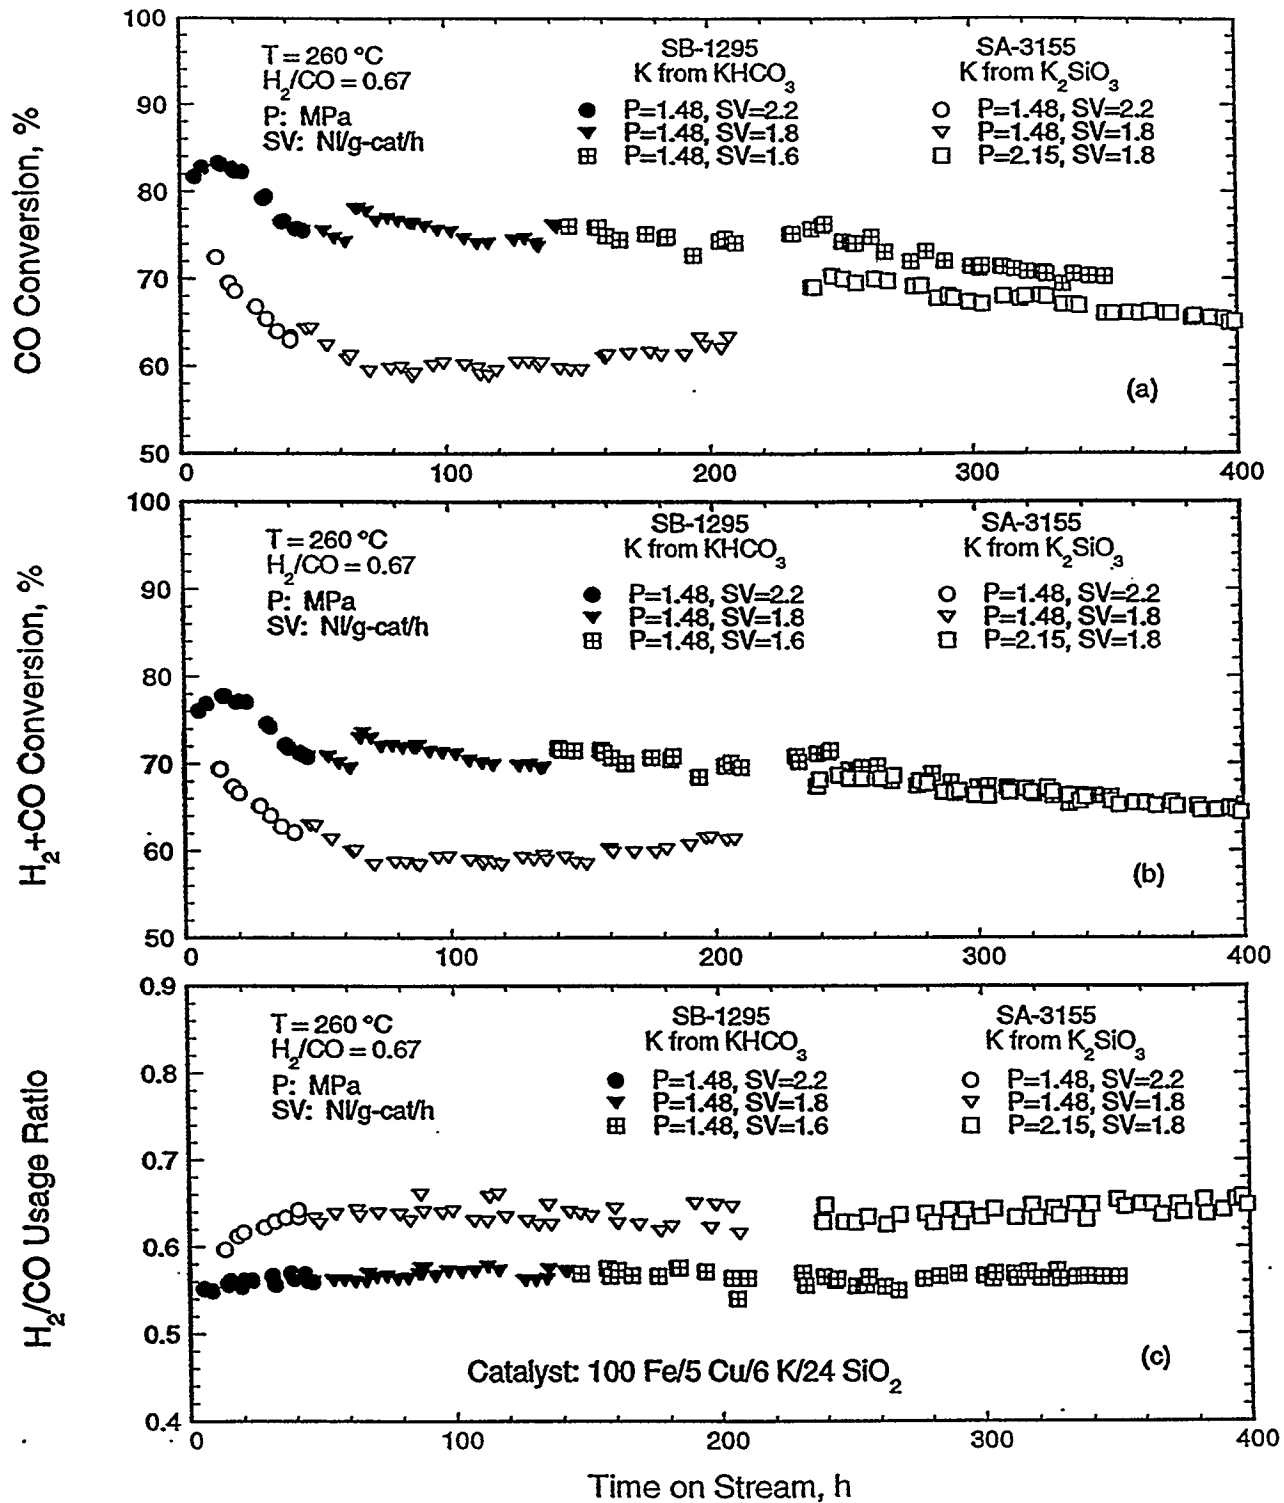 CO Conversion, %
100
90
80
70
60
50
T = 260 °C
H₂/CO = 0.67
P: MPa
SV: Nl/g-cat/h
SB-1295
K from KHCO₃
P=1.48, SV=2.2
P=1.48, SV=1.8
P=1.48, SV=1.6
SA-3155
K from K₂SiO₃
P=1.48, SV=2.2
P=1.48, SV=1.8
P=2.15, SV=1.8
(a)
0 100 200 300 400
H₂+CO Conversion, %
100
90
80
70
60
50
T = 260 °C
H₂/CO = 0.67
P: MPa
SV: Nl/g-cat/h
SB-1295
K from KHCO₃
P=1.48, SV=2.2
P=1.48, SV=1.8
P=1.48, SV=1.6
SA-3155
K from K₂SiO₃
P=1.48, SV=2.2
P=1.48, SV=1.8
P=2.15, SV=1.8
(b)
0 100 200 300 400
H₂/CO Usage Ratio
0.9
0.8
0.7
0.6
0.5
0.4
T = 260 °C
H₂/CO = 0.67
P: MPa
SV: Nl/g-cat/h
SB-1295
K from KHCO₃
P=1.48, SV=2.2
P=1.48, SV=1.8
P=1.48, SV=1.6
SA-3155
K from K₂SiO₃
P=1.48, SV=2.2
P=1.48, SV=1.8
P=2.15, SV=1.8
(c)
Catalyst: 100 Fe/5 Cu/6 K/24 SiO₂
0 100 200 300 400
Time on Stream, h